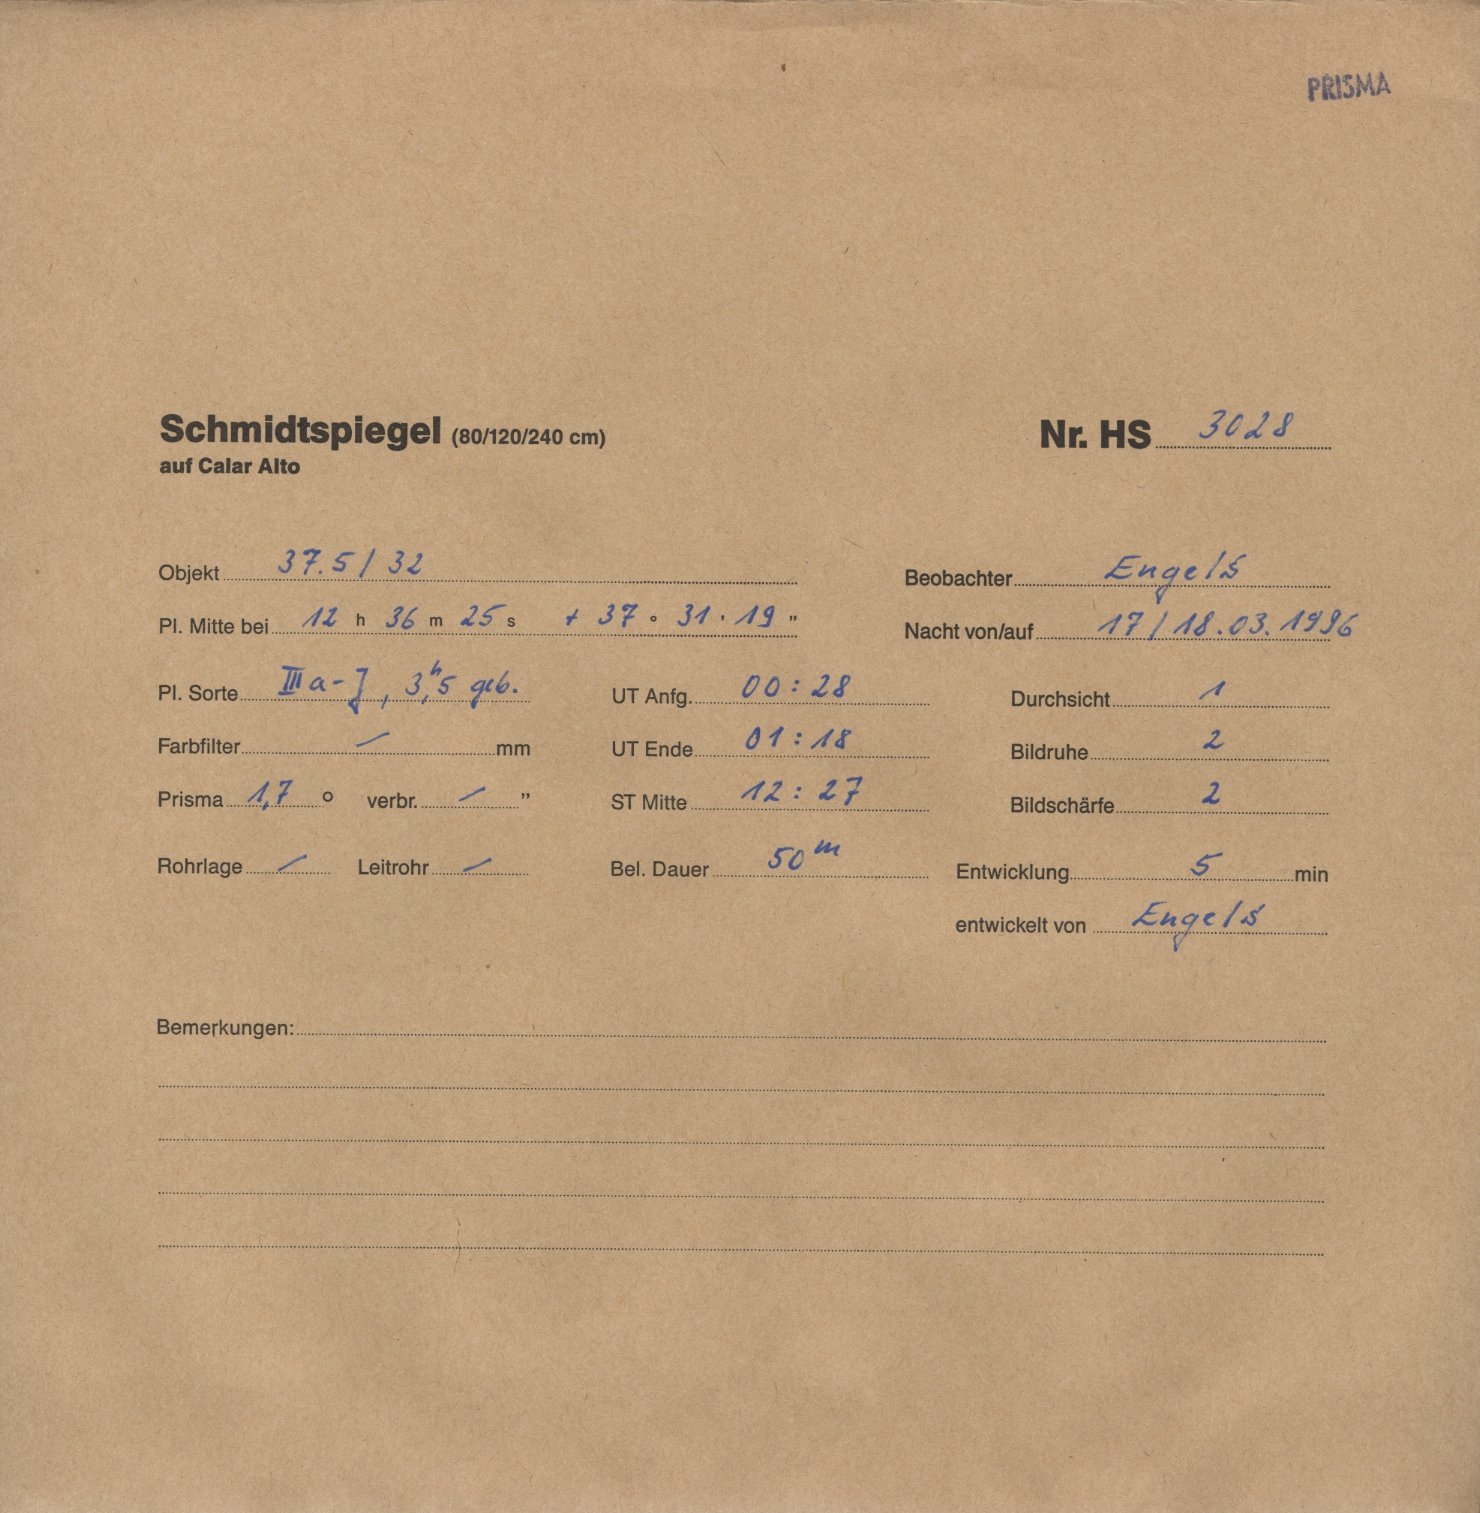 PRISMA
Schmidtspiegel (80/120/240 cm)
auf Calar Alto
Nr. HS 3028
Objekt 37.5/32
Beobachter Engels
Pl. Mitte bei 12 h 36 m 25 s + 37 ° 31 ' 19 "
Nacht von/auf 17/18.03.1996
Pl. Sorte IIIa-J, 3,ʰ5 geb.
UT Anfg. 00:28
Durchsicht 1
Farbfilter / mm
UT Ende 01:18
Bildruhe 2
Prisma 1,7 ° verbr. / "
ST Mitte 12:27
Bildschärfe 2
Rohrlage / Leitrohr /
Bel. Dauer 50ᵐ
Entwicklung 5 min
entwickelt von Engels
Bemerkungen: